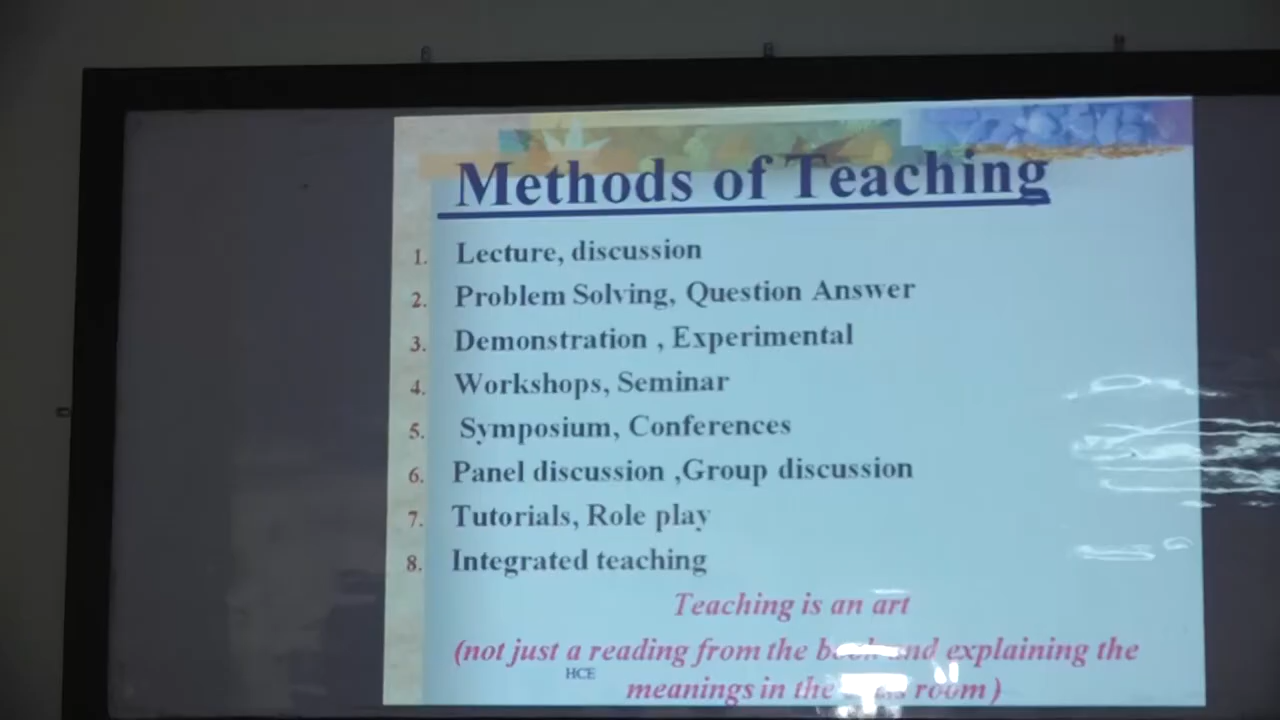 Methods of Teaching
1. Lecture, discussion
2. Problem Solving, Question Answer
3. Demonstration , Experimental
4. Workshops, Seminar
5. Symposium, Conferences
6. Panel discussion ,Group discussion
7. Tutorials, Role play
8. Integrated teaching
Teaching is an art
(not just a reading from the book and explaining the
HCE
meanings in the room)